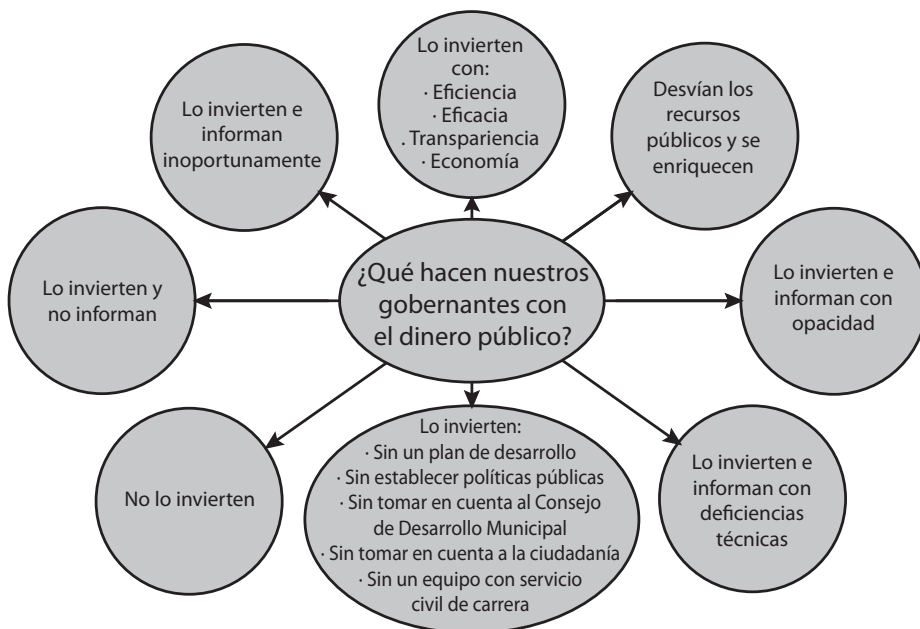 Lo invierten
con:
· Eficiencia
· Eficacia
. Transpariencia
· Economía
Desvían los
recursos
públicos y se
enriquecen
Lo invierten e
informan con
opacidad
Lo invierten e
informan con
deficiencias
técnicas
Lo invierten:
· Sin un plan de desarrollo
· Sin establecer políticas públicas
· Sin tomar en cuenta al Consejo
de Desarrollo Municipal
· Sin tomar en cuenta a la ciudadanía
· Sin un equipo con servicio
civil de carrera
No lo invierten
Lo invierten y
no informan
Lo invierten e
informan
inoportunamente
¿Qué hacen nuestros
gobernantes con
el dinero público?